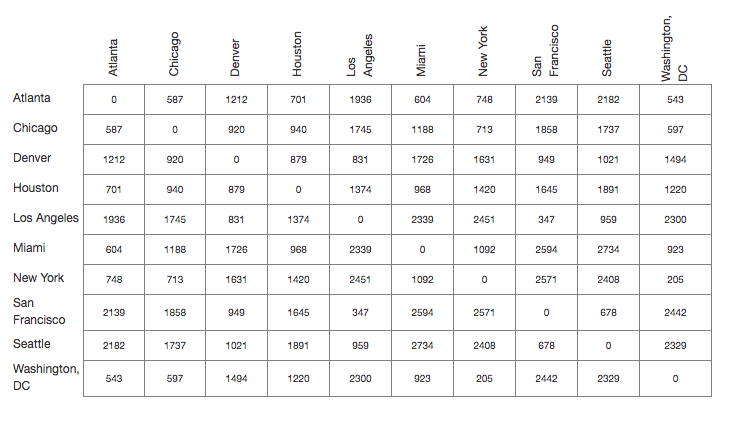 Atlanta Chicago Denver Houston Los Angeles Miami New York San Francisco Seattle Washington, DC
Atlanta 0 587 1212 701 1936 604 748 2139 2182 543
Chicago 587 0 920 940 1745 1188 713 1858 1737 597
Denver 1212 920 0 879 831 1726 1631 949 1021 1494
Houston 701 940 879 0 1374 968 1420 1645 1891 1220
Los Angeles 1936 1745 831 1374 0 2339 2451 347 959 2300
Miami 604 1188 1726 968 2339 0 1092 2594 2734 923
New York 748 713 1631 1420 2451 1092 0 2571 2408 205
San
Francisco 2139 1858 949 1645 347 2594 2571 0 678 2442
Seattle 2182 1737 1021 1891 959 2734 2408 678 0 2329
Washington,
DC 543 597 1494 1220 2300 923 205 2442 2329 0